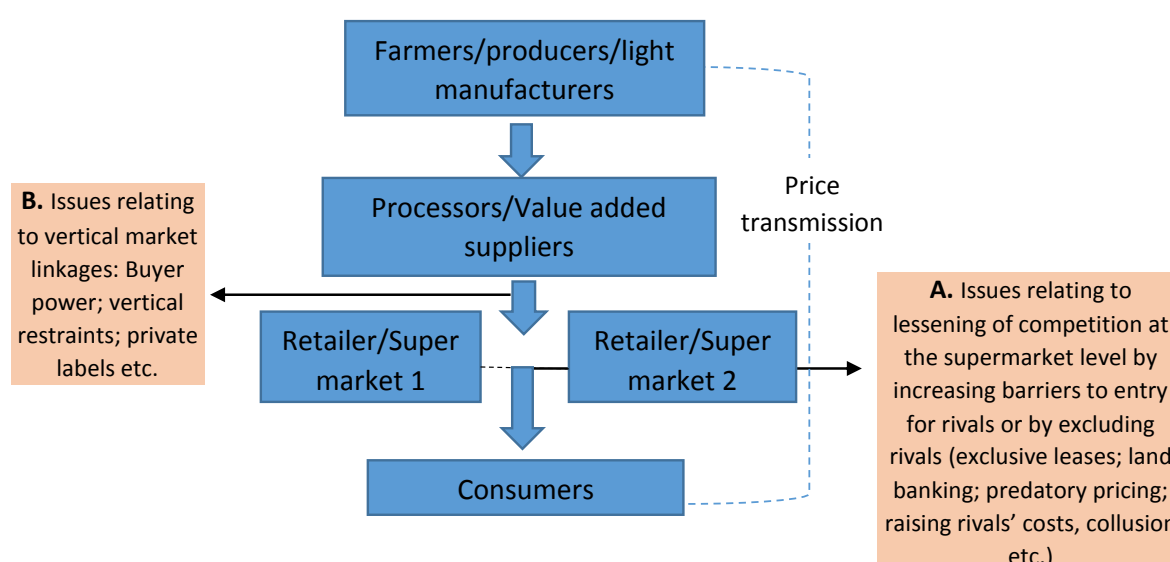 Farmers/producers/light
manufacturers
Processors/Value added
suppliers
Price
transmission
B. Issues relating
to vertical market
linkages: Buyer
power; vertical
restraints; private
labels etc.
Retailer/Super
market 1
Retailer/Super
market 2
A. Issues relating to
lessening of competition at
the supermarket level by
increasing barriers to entry
for rivals or by excluding
rivals (exclusive leases; land
banking; predatory pricing;
raising rivals’ costs, collusion
etc.)
Consumers